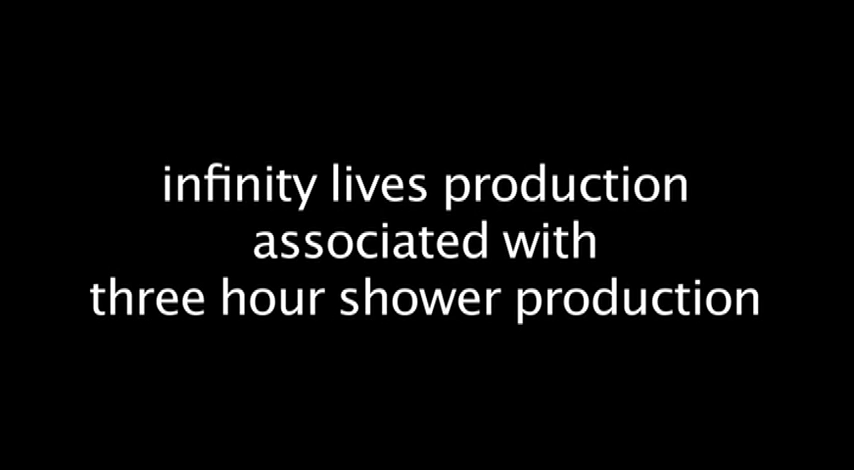 infinity lives production
associated with
three hour shower production